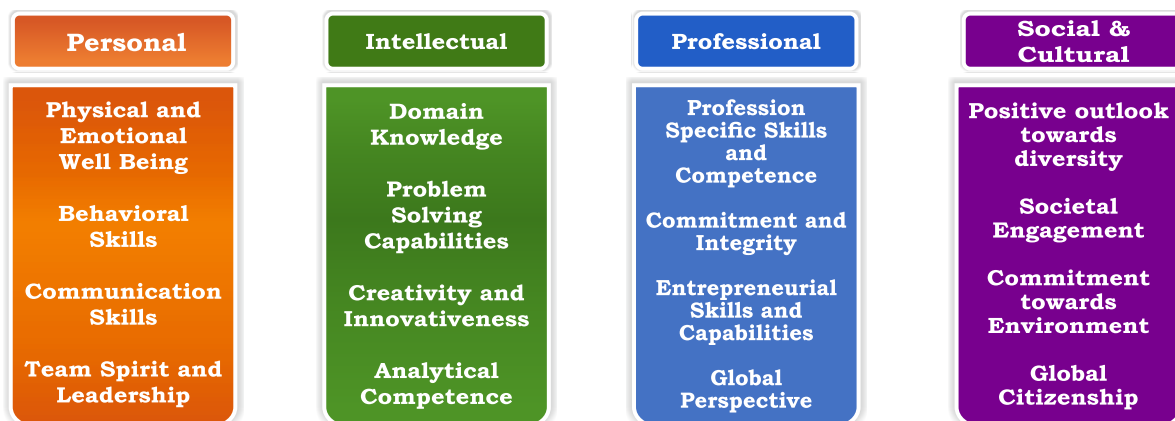 Personal
Physical and
Emotional
Well Being
Behavioral
Skills
Communication
Skills
Team Spirit and
Leadership
Intellectual
Domain
Knowledge
Problem
Solving
Capabilities
Creativity and
Innovativeness
Analytical
Competence
Professional
Profession
Specific Skills
and
Competence
Commitment and
Integrity
Entrepreneurial
Skills and
Capabilities
Global
Perspective
Social &
Cultural
Positive outlook
towards
diversity
Societal
Engagement
Commitment
towards
Environment
Global
Citizenship